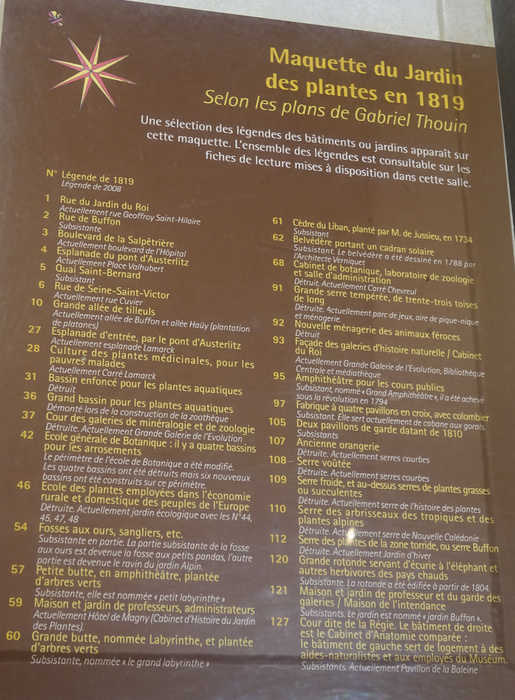 Maquette du Jardin
des plantes en 1819
Selon les plans de Gabriel Thouin
Une sélection des légendes des bâtiments ou jardins apparaît sur
cette maquette. L'ensemble des légendes est consultable sur les
fiches de lecture mises à disposition dans cette salle.
N° Légende de 1819
Légende de 2008
1 Rue du Jardin du Roi
Actuellement rue Geoffroy Saint-Hilaire
2 Rue de Buffon
Subsistante
3 Boulevard de la Salpêtrière
Actuellement boulevard de l'Hôpital
4 Esplanade du pont d'Austerlitz
Actuellement Place Valhubert
5 Quai Saint-Bernard
Subsistant
6 Rue de Seine-Saint-Victor
Actuellement rue Cuvier
10 Grande allée de tilleuls
Actuellement allée de Buffon et allée Haüy (plantation
de platanes)
27 Esplanade d'entrée, par le pont d'Austerlitz
Actuellement esplanade Lamarck
28 Culture des plantes médicinales, pour les
pauvres malades
Actuellement Carré Lamarck
31 Bassin enfoncé pour les plantes aquatiques
Détruit
36 Grand bassin pour les plantes aquatiques
Démonté lors de la construction de la zoothèque
37 Cour des galeries de minéralogie et de zoologie
Détruite. Actuellement Grande Galerie de l'Evolution
42 Ecole générale de Botanique : il y a quatre bassins
pour les arrosements
Le périmètre de l'école de Botanique a été modifié.
Les quatre bassins ont été détruits mais six nouveaux
bassins ont été construits sur ce périmètre.
46 Ecole des plantes employées dans l'économie
rurale et domestique des peuples de l'Europe
Détruite. Actuellement jardin écologique avec les N°44,
45, 47, 48
54 Fosses aux ours, sangliers, etc.
Subsistante en partie. La partie subsistante de la fosse
aux ours est devenue la fosse aux petits pandas, l'autre
partie est devenue le ravin du jardin Alpin.
57 Petite butte, en amphithéâtre, plantée
d'arbres verts
Subsistante, elle est nommée « petit labyrinthe »
59 Maison et jardin de professeurs, administrateurs
Actuellement Hôtel de Magny (Cabinet d'Histoire du Jardin
des Plantes).
60 Grande butte, nommée Labyrinthe, et plantée
d'arbres verts
Subsistante, nommée « le grand labyrinthe »
61 Cèdre du Liban, planté par M. de Jussieu, en 1734
Subsistant
62 Belvédère portant un cadran solaire
Subsistant. Le belvédère a été dessiné en 1788 par
l'Architecte Verniquet
68 Cabinet de botanique, laboratoire de zoologie
et salle d'administration
Détruit. Actuellement Carré Chevreul
91 Grande serre tempérée, de trente-trois toises
de long
Détruite. Actuellement parc de jeux, aire de pique-nique
et ménagerie.
92 Nouvelle ménagerie des animaux féroces
Détruit
93 Façade des galeries d'histoire naturelle / Cabinet
du Roi
Actuellement Grande Galerie de l'Evolution, Bibliothèque
Centrale et médiathèque
95 Amphithéâtre pour les cours publics
Subsistant, nommé « Grand Amphithéâtre », il a été achevé
sous la révolution en 1794
97 Fabrique à quatre pavillons en croix, avec colombier
Subsistant. Elle sert actuellement de cabane aux gorals.
105 Deux pavillons de garde datant de 1810
Subsistants
107 Ancienne orangerie
Détruite. Actuellement serres courbes
108 Serre voûtée
Détruite. Actuellement serres courbes
109 Serre froide, et au-dessus serres de plantes grasses
ou succulentes
Détruite. Actuellement serre de l'histoire des plantes
110 Serre des arbrisseaux des tropiques et des
plantes alpines
Détruite. Actuellement serre de Nouvelle Calédonie
112 Serre des plantes de la zone torride, ou serre Buffon
Détruite. Actuellement Jardin d'hiver
120 Grande rotonde servant d'écurie à l'éléphant et
autres herbivores des pays chauds
Subsistante. La rotonde a été édifiée à partir de 1804.
121 Maison et jardin de professeur et du garde des
galeries / Maison de l'intendance
Subsistants. Le jardin est nommé « jardin Buffon ».
127 Cour dite de la Régie. Le bâtiment de droite
est le Cabinet d'Anatomie comparée :
le bâtiment de gauche sert de logement à des
aides-naturalistes et aux employés du Muséum.
Subsistants. Actuellement Pavillon de la Baleine